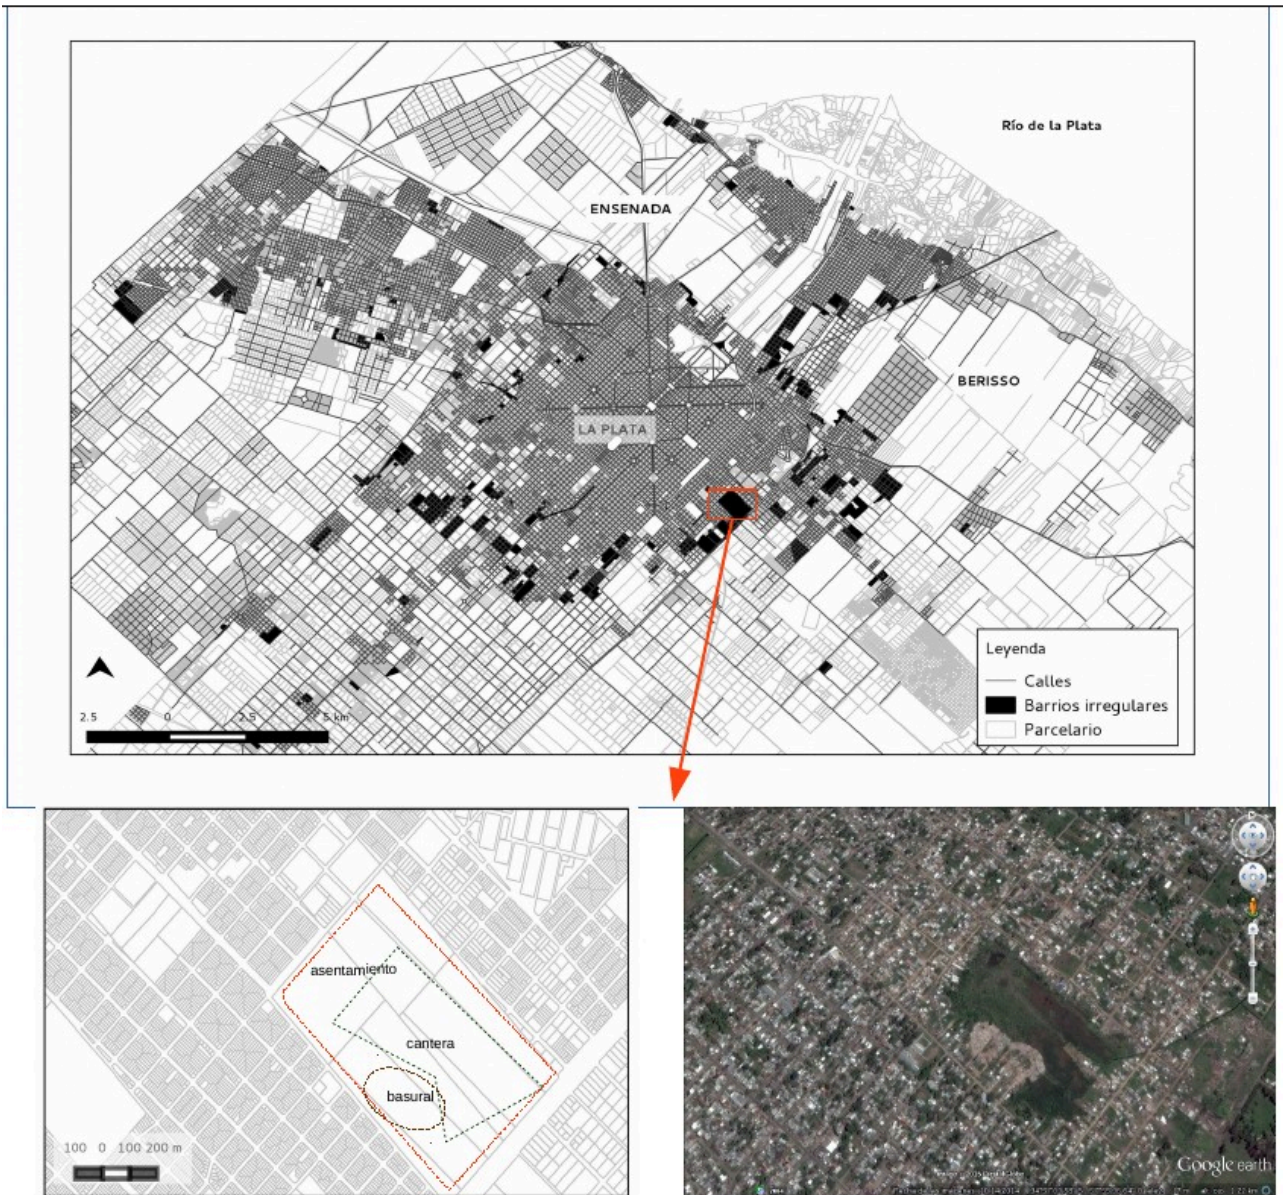 Río de la Plata
ENSENADA
BERISSO
LA PLATA
Leyenda
Calles
Barrios irregulares
Parcelario
2.5 0 2.5 5 km
asentamiento
cantera
basural
100 0 100 200 m
Google earth